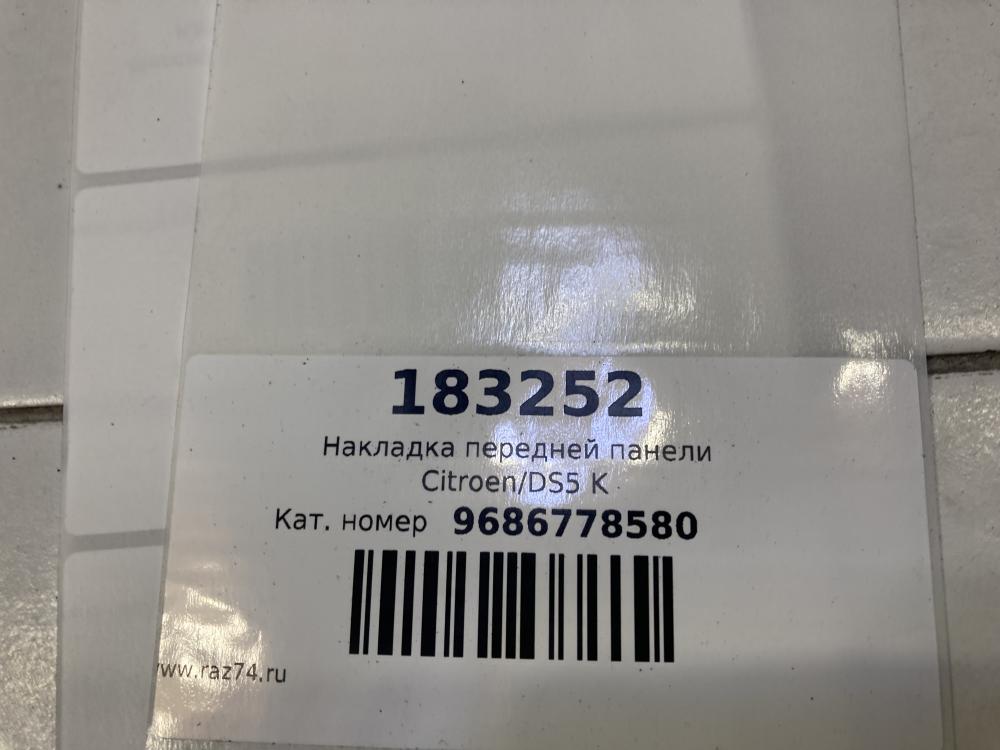 183252
Накладка передней панели
Citroen/DS5 K
Кат. номер 9686778580
www.raz74.ru